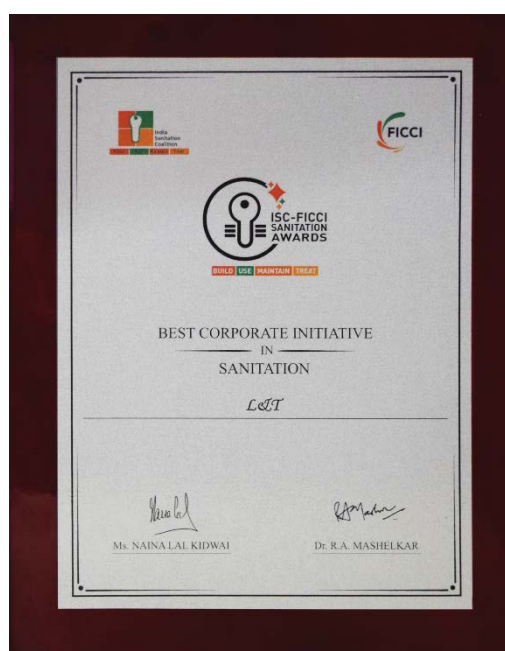 India
Sanitation
Coalition
FICCI
ISC-FICCI
SANITATION
AWARDS
BUILD USE MAINTAIN TREAT
BEST CORPORATE INITIATIVE
IN
SANITATION
L&T
Ms. NAINA LAL KIDWAI
Dr. R.A. MASHELKAR